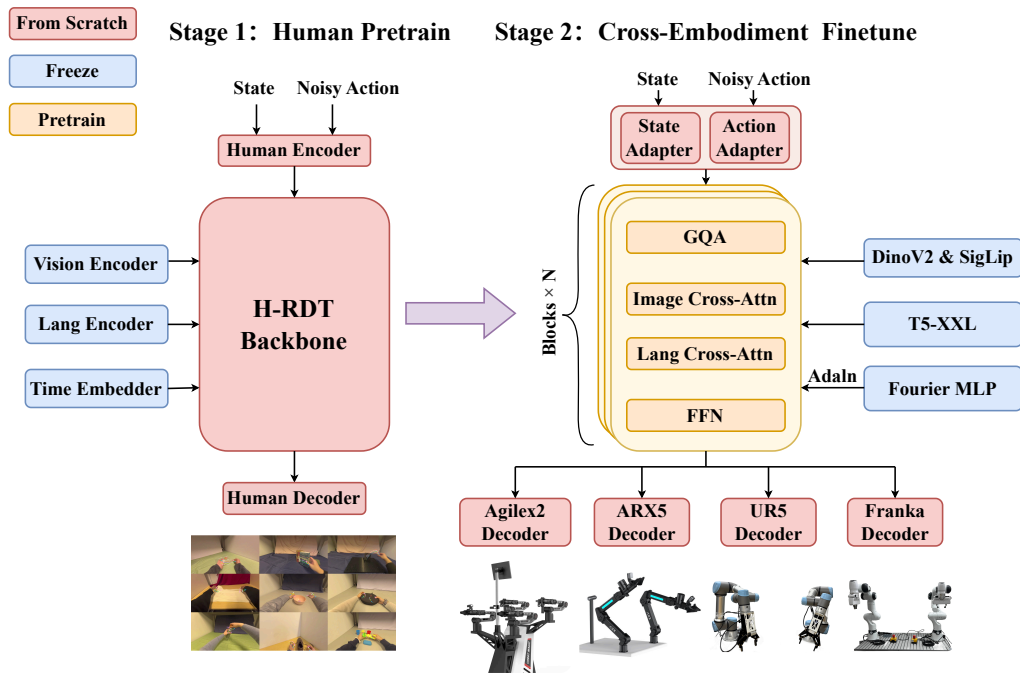 From Scratch
Freeze
Pretrain
Stage 1: Human Pretrain
State
Noisy Action
Human Encoder
Vision Encoder
Lang Encoder
Time Embedder
H-RDT
Backbone
Human Decoder
Stage 2: Cross-Embodiment Finetune
State
Noisy Action
State
Adapter
Action
Adapter
Blocks × N
GQA
Image Cross-Attn
Lang Cross-Attn
FFN
DinoV2 & SigLip
T5-XXL
Adaln
Fourier MLP
Agilex2
Decoder
ARX5
Decoder
UR5
Decoder
Franka
Decoder